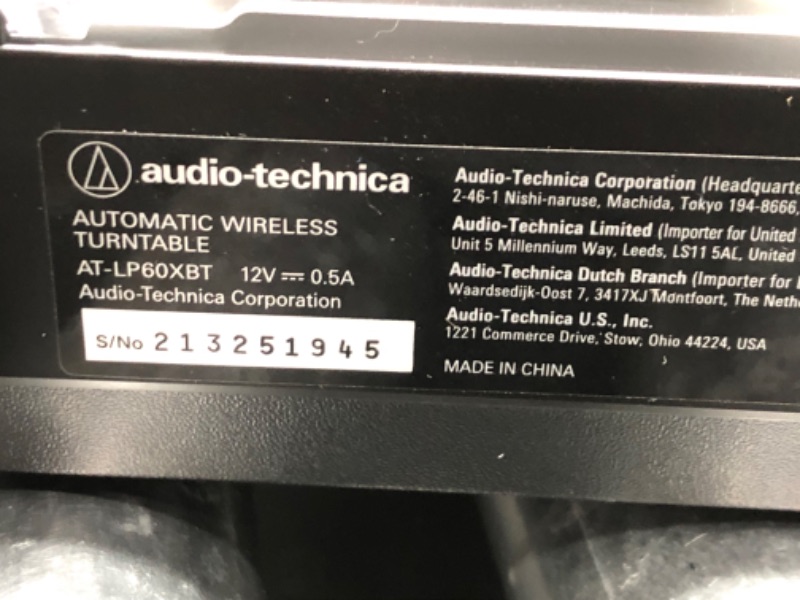 audio-technica
AUTOMATIC WIRELESS
TURNTABLE
AT-LP60XBT 12V ⎓ 0.5A
Audio-Technica Corporation
S/No 213251945
Audio-Technica Corporation
2-46-1 Nishi-naruse, Machida, Tokyo 194-8666,
Audio-Technica Limited (Importer for United
Unit 5 Millennium Way, Leeds, LS11 5AL, United
Audio-Technica Dutch Branch (Importer for
Waardsedijk-Oost 7, 3417XJ Montfoort, The
Audio-Technica U.S., Inc.
1221 Commerce Drive, Stow, Ohio 44224, USA
MADE IN CHINA